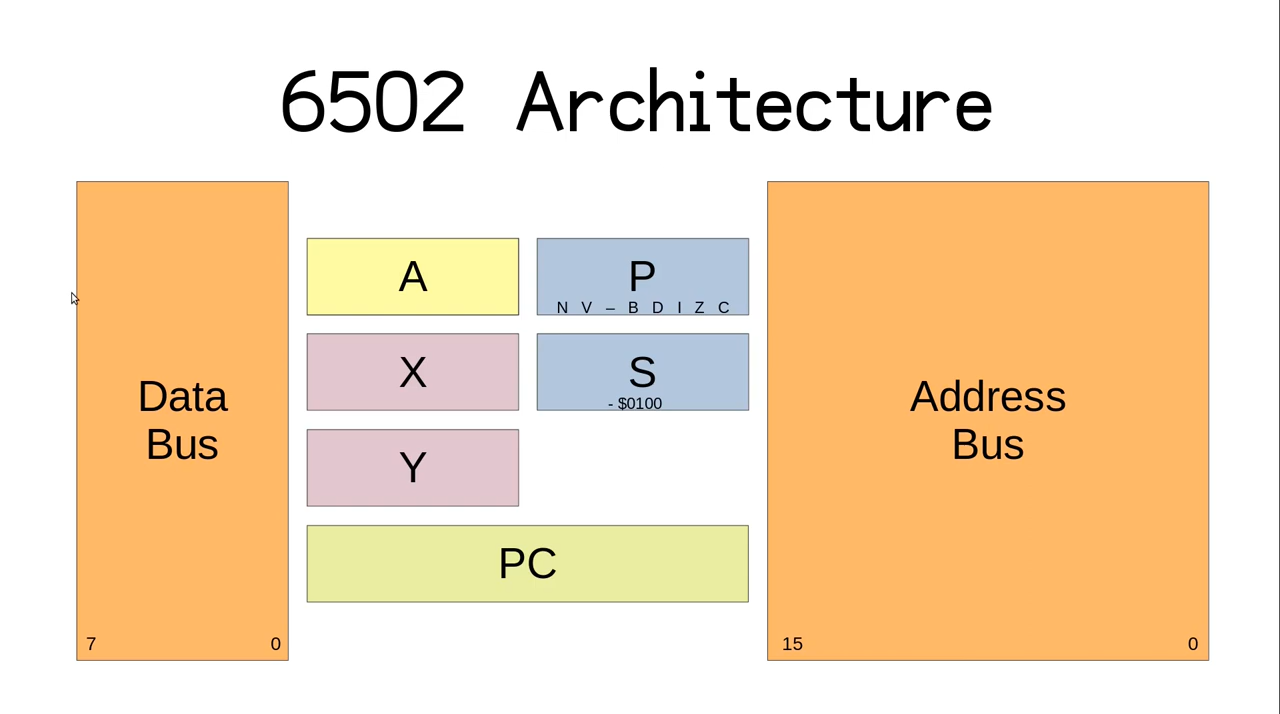 6502 Architecture
Data
Bus
7 0
A
P
N V – B D I Z C
X
S
- $0100
Y
PC
Address
Bus
15 0